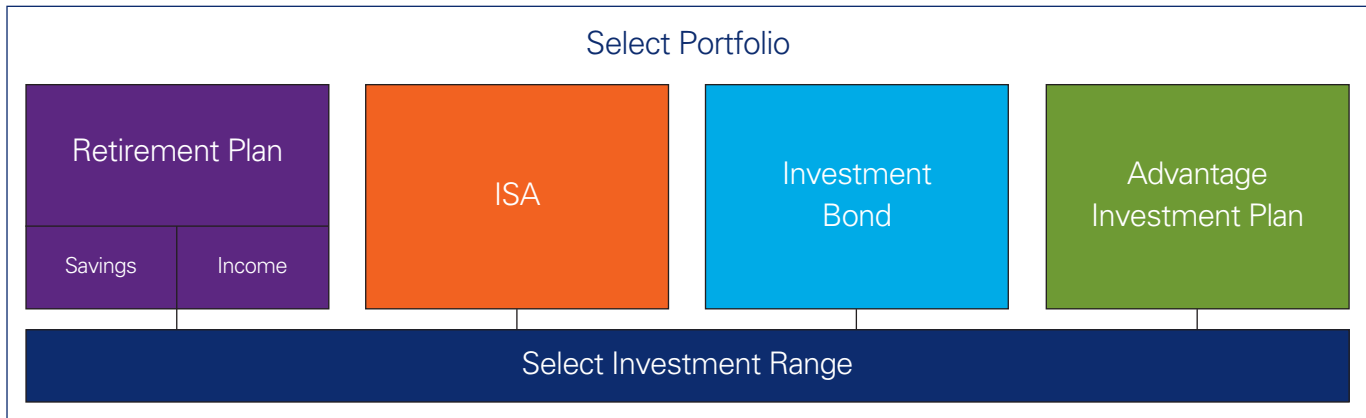 Select Portfolio
Retirement Plan
Savings
Income
ISA
Investment
Bond
Advantage
Investment Plan
Select Investment Range